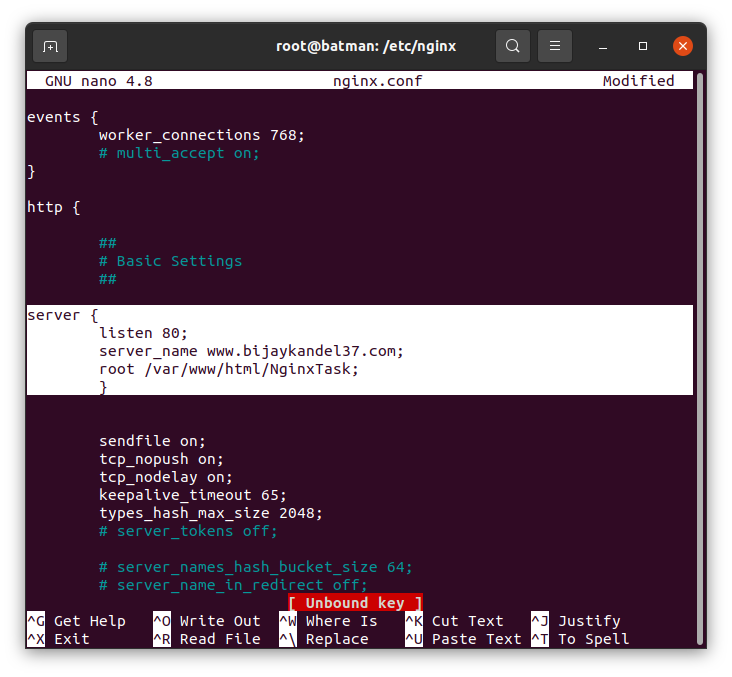 root@batman: /etc/nginx
GNU nano 4.8 nginx.conf Modified
events {
worker_connections 768;
# multi_accept on;
}
http {
##
# Basic Settings
##
server {
listen 80;
server_name www.bijaykandel37.com;
root /var/www/html/NginxTask;
}
sendfile on;
tcp_nopush on;
tcp_nodelay on;
keepalive_timeout 65;
types_hash_max_size 2048;
# server_tokens off;
# server_names_hash_bucket_size 64;
# server_name_in_redirect off;
[ Unbound key ]
^G Get Help ^O Write Out ^W Where Is ^K Cut Text ^J Justify
^X Exit ^R Read File ^\ Replace ^U Paste Text ^T To Spell